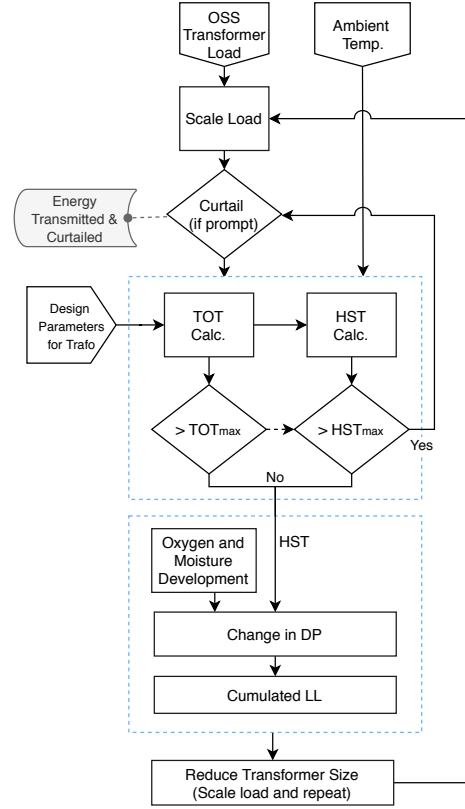 OSS
Transformer
Load
Ambient
Temp.
Scale Load
Energy
Transmitted &
Curtailed
Curtail
(if prompt)
Design
Parameters
for Trafo
TOT
Calc.
HST
Calc.
> TOTmax
> HSTmax
Yes
No
HST
Oxygen and
Moisture
Development
Change in DP
Cumulated LL
Reduce Transformer Size
(Scale load and repeat)